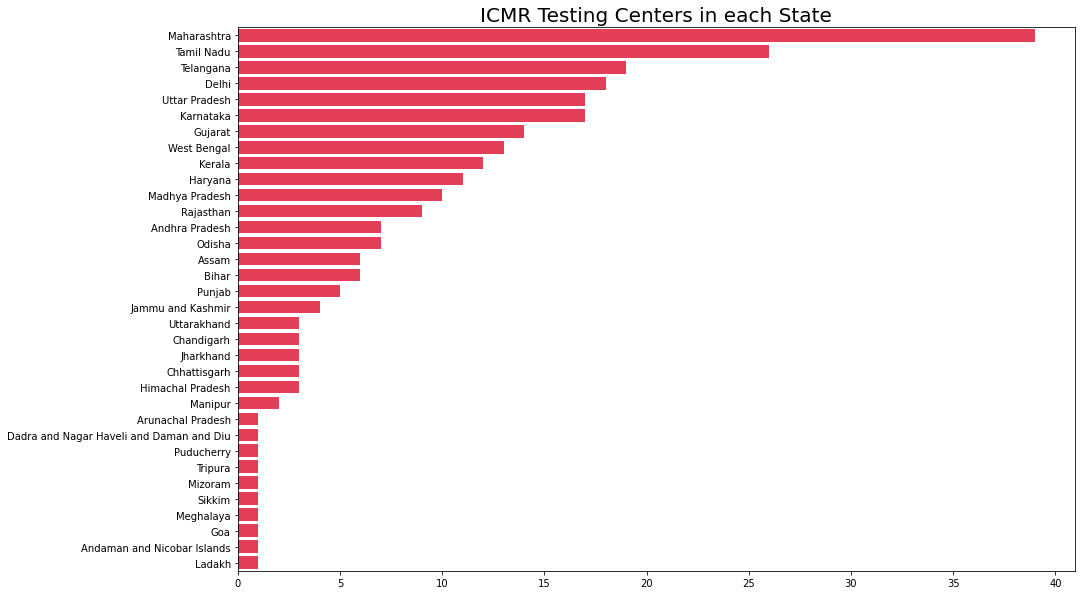 ICMR Testing Centers in each State
Maharashtra
Tamil Nadu
Telangana
Delhi
Uttar Pradesh
Karnataka
Gujarat
West Bengal
Kerala
Haryana
Madhya Pradesh
Rajasthan
Andhra Pradesh
Odisha
Assam
Bihar
Punjab
Jammu and Kashmir
Uttarakhand
Chandigarh
Jharkhand
Chhattisgarh
Himachal Pradesh
Manipur
Arunachal Pradesh
Dadra and Nagar Haveli and Daman and Diu
Puducherry
Tripura
Mizoram
Sikkim
Meghalaya
Goa
Andaman and Nicobar Islands
Ladakh
0 5 10 15 20 25 30 35 40